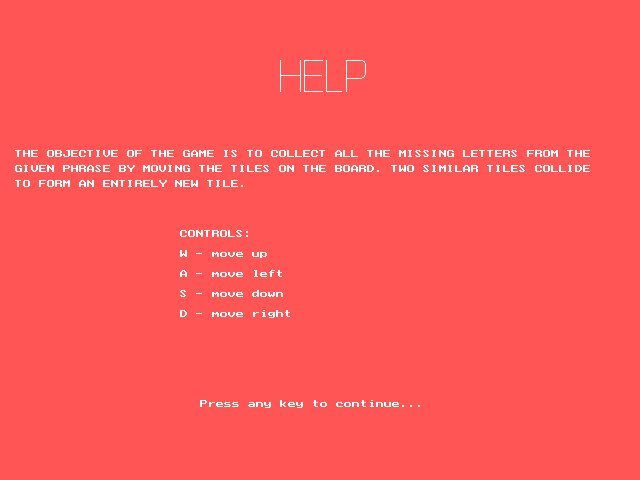 HELP
THE OBJECTIVE OF THE GAME IS TO COLLECT ALL THE MISSING LETTERS FROM THE
GIVEN PHRASE BY MOVING THE TILES ON THE BOARD. TWO SIMILAR TILES COLLIDE
TO FORM AN ENTIRELY NEW TILE.
CONTROLS:
W - move up
A - move left
S - move down
D - move right
Press any key to continue...